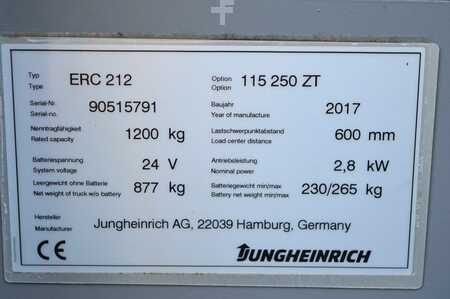 Typ
Type
ERC 212
Option
Option
115 250 ZT
Serial-Nr.
Serial-No.
90515791
Baujahr
Year of manufacture
2017
Nenntragfähigkeit
Rated capacity
1200 kg
Lastschwerpunktabstand
Load center distance
600 mm
Batteriespannung
System voltage
24 V
Antriebsleistung
Nominal power
2,8 kW
Leergewicht ohne Batterie
Net weight of truck w/o battery
877 kg
Batteriegewicht min/max
Battery net weight min/max
230/265 kg
Hersteller
Manufacturer
Jungheinrich AG, 22039 Hamburg, Germany
CE
JUNGHEINRICH